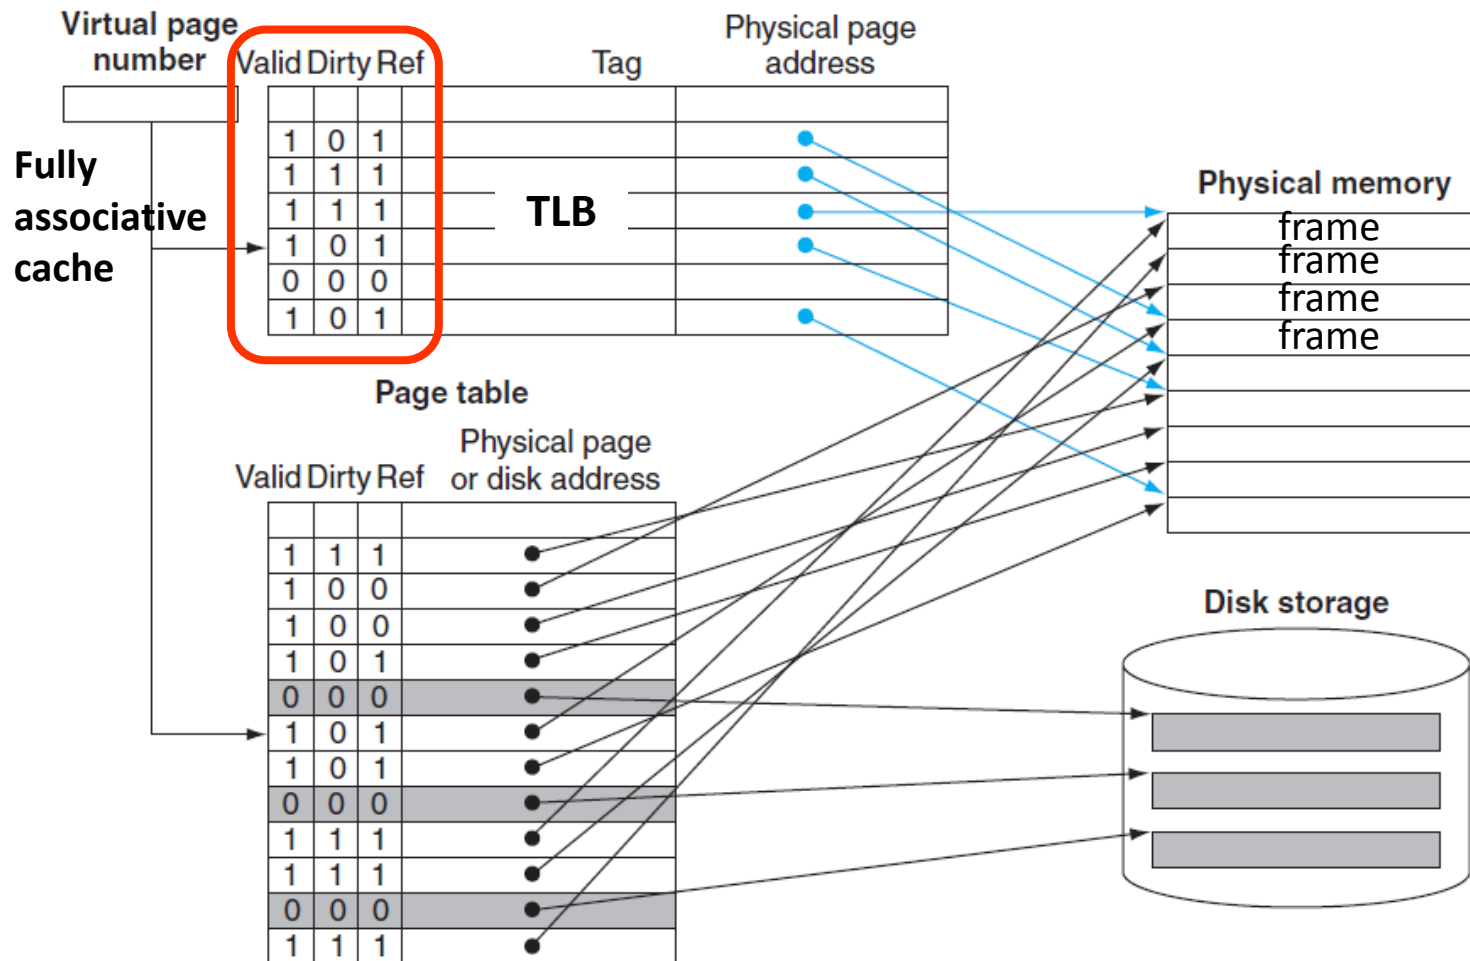 Virtual page
number
Valid Dirty Ref
Tag
Physical page
address
1 0 1
1 1 1
1 1 1
1 0 1
0 0 0
1 0 1
TLB
Fully
associative
cache
Physical memory
frame
frame
frame
frame
Page table
Physical page
or disk address
Valid Dirty Ref
1 1 1
1 0 0
1 0 0
1 0 1
0 0 0
1 0 1
1 0 1
0 0 0
1 1 1
1 1 1
0 0 0
1 1 1
Disk storage